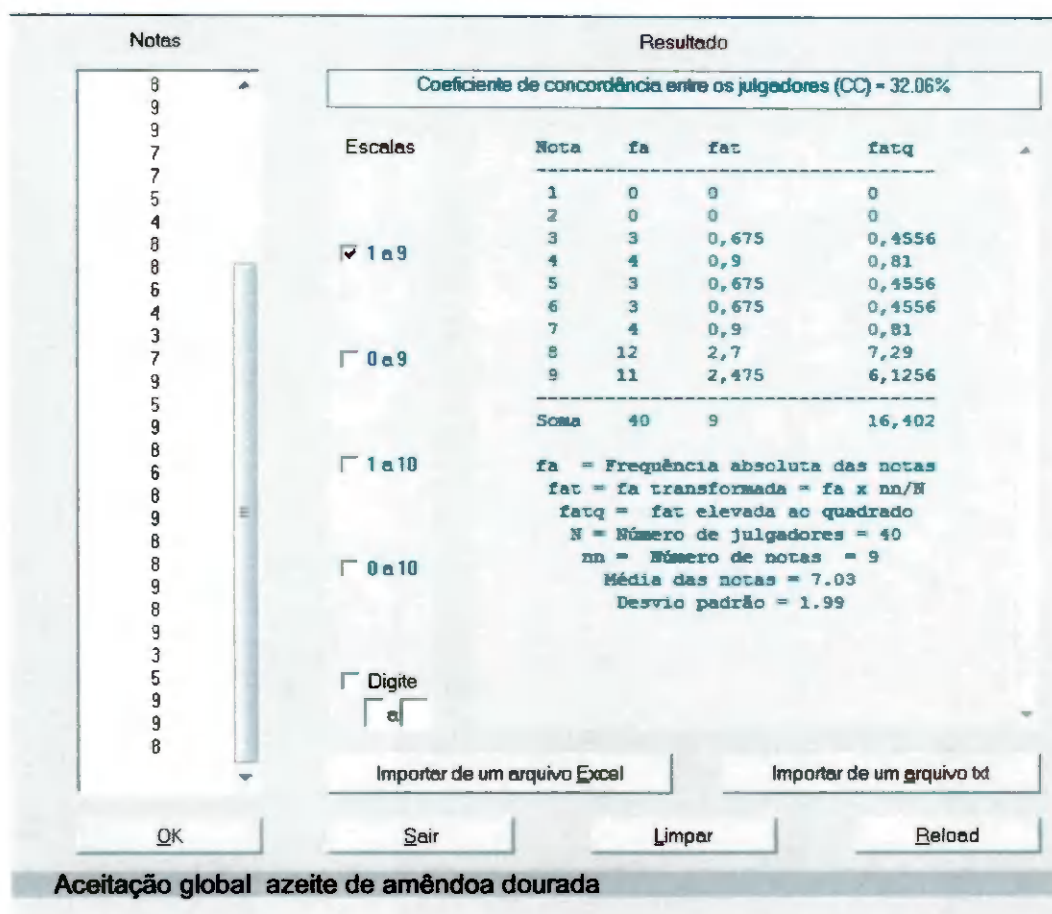 Notas
8
9
9
7
7
5
4
8
8
6
4
3
7
9
5
9
8
6
8
9
8
8
9
8
9
3
5
9
9
8
Resultado
Coeficiente de concordância entre os julgadores (CC) = 32.06%
Escalas
1 a 9
0 a 9
1 a 10
0 a 10
Digite
a
Nota fa fat fatq
1 0 0 0
2 0 0 0
3 3 0,675 0,4556
4 4 0,9 0,81
5 3 0,675 0,4556
6 3 0,675 0,4556
7 4 0,9 0,81
8 12 2,7 7,29
9 11 2,475 6,1256
Soma 40 9 16,402
fa = Frequência absoluta das notas
fat = fa transformada = fa x nn/N
fatq = fat elevada ao quadrado
N = Número de julgadores = 40
nn = Número de notas = 9
Média das notas = 7.03
Desvio padrão = 1.99
Importar de um arquivo Excel Importar de um arquivo txt
OK Sair Limpar Reload
Aceitação global azeite de amêndoa dourada